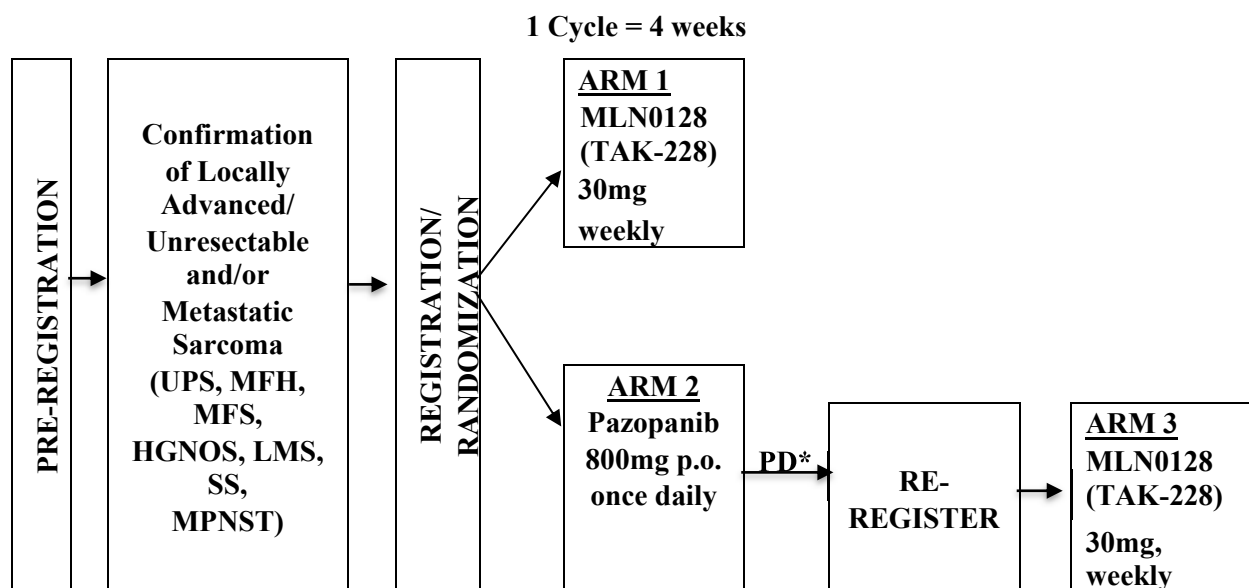 1 Cycle = 4 weeks
PRE-REGISTRATION
Confirmation
of Locally
Advanced/
Unresectable
and/or
Metastatic
Sarcoma
(UPS, MFH,
MFS,
HGNOS, LMS,
SS,
MPNST)
REGISTRATION/
RANDOMIZATION
ARM 1
MLN0128
(TAK-228)
30mg
weekly
ARM 2
Pazopanib
800mg p.o.
once daily
PD*
RE-
REGISTER
ARM 3
MLN0128
(TAK-228)
30mg,
weekly